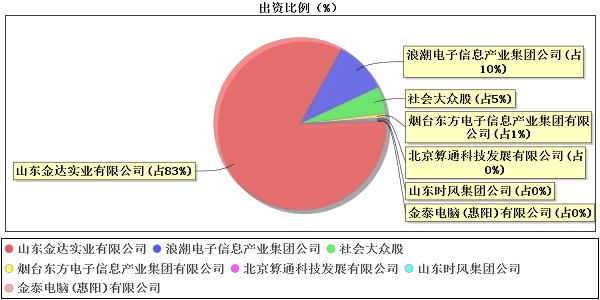 出资比例（%）
浪潮电子信息产业集团公司(占
10%)
社会大众股(占5%)
烟台东方电子信息产业集团有限
公司(占1%)
北京算通科技发展有限公司(占
0%)
山东时风集团公司(占0%)
金泰电脑(惠阳)有限公司(占0%)
山东金达实业有限公司(占83%)
山东金达实业有限公司 浪潮电子信息产业集团公司 社会大众股
烟台东方电子信息产业集团有限公司 北京算通科技发展有限公司 山东时风集团公司
金泰电脑(惠阳)有限公司